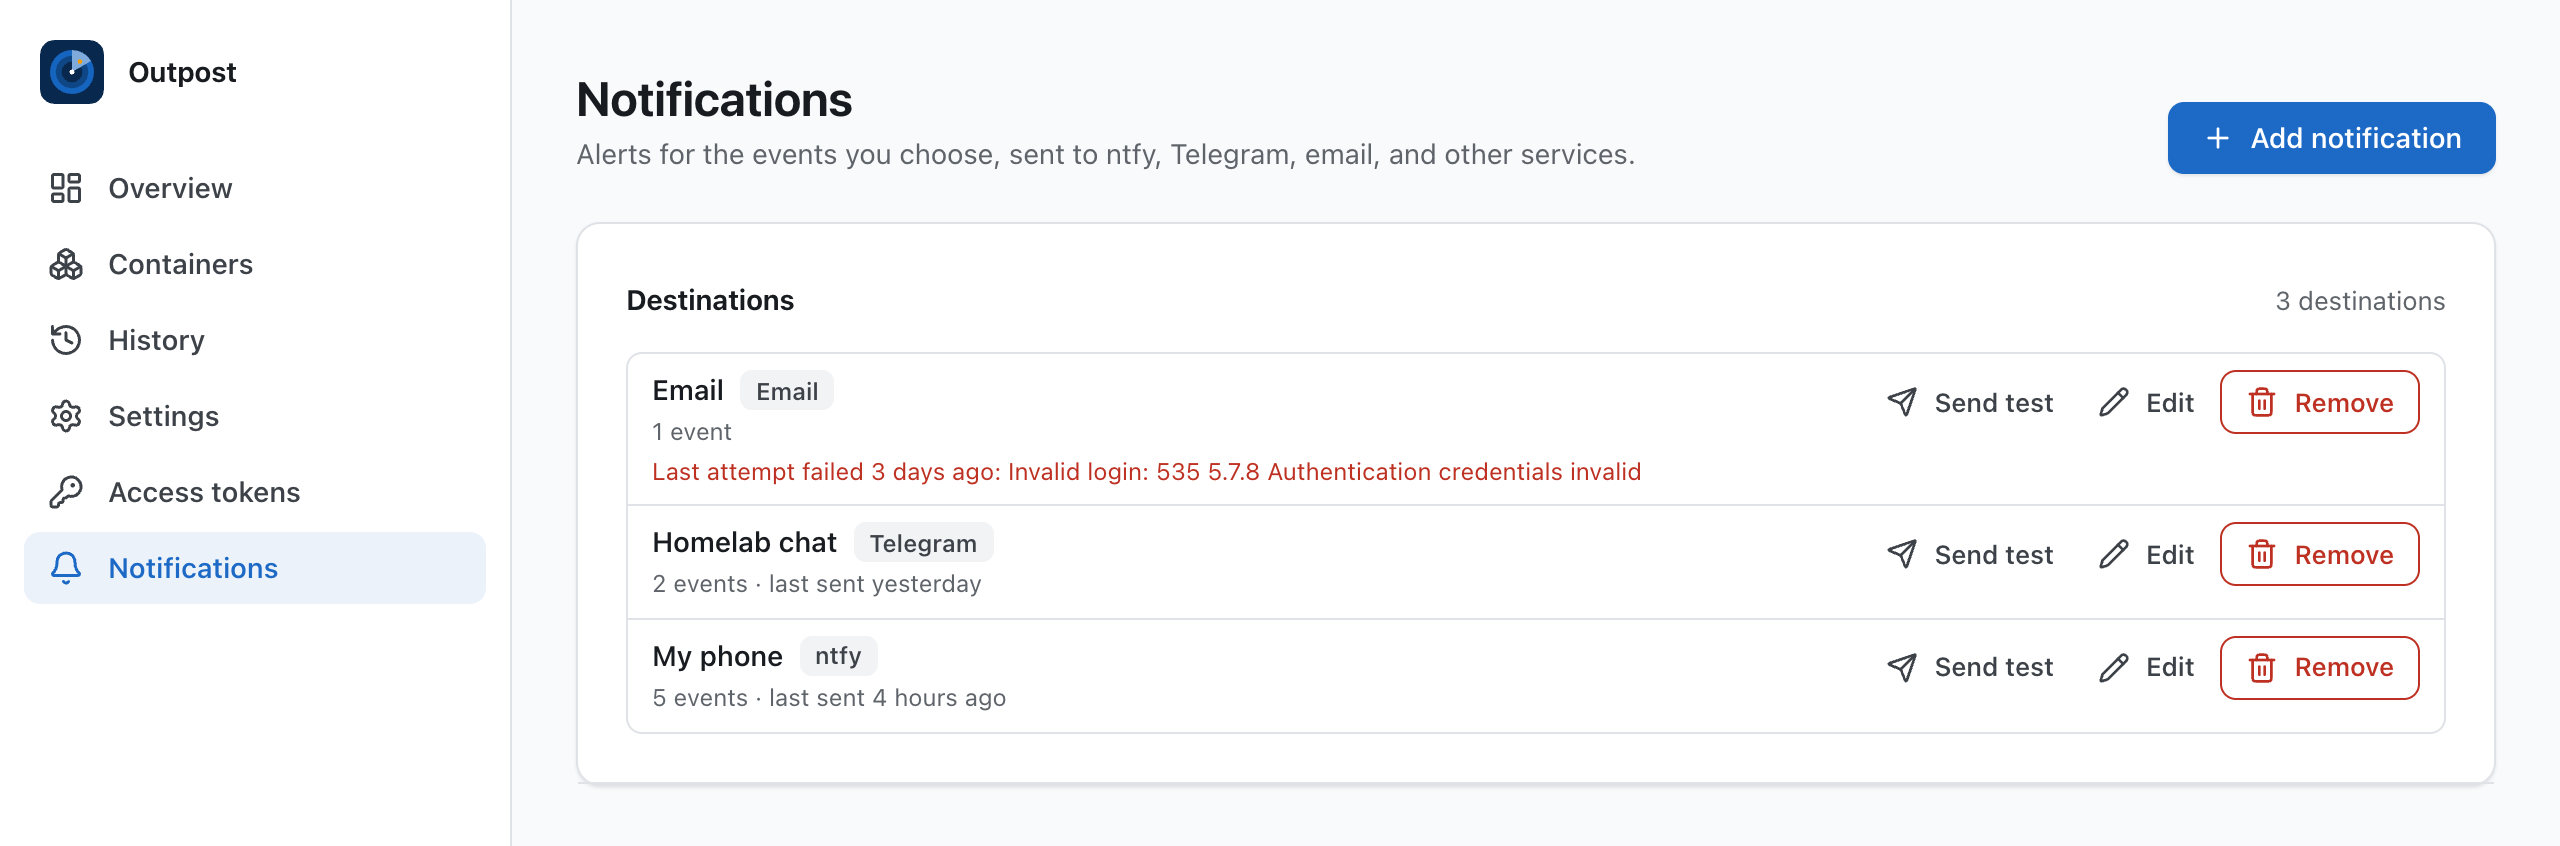 Outpost
Overview
Containers
History
Settings
Access tokens
Notifications
Notifications
Alerts for the events you choose, sent to ntfy, Telegram, email, and other services.
Add notification
Destinations
3 destinations
Email Email
1 event
Last attempt failed 3 days ago: Invalid login: 535 5.7.8 Authentication credentials invalid
Send test Edit Remove
Homelab chat Telegram
2 events · last sent yesterday
Send test Edit Remove
My phone ntfy
5 events · last sent 4 hours ago
Send test Edit Remove